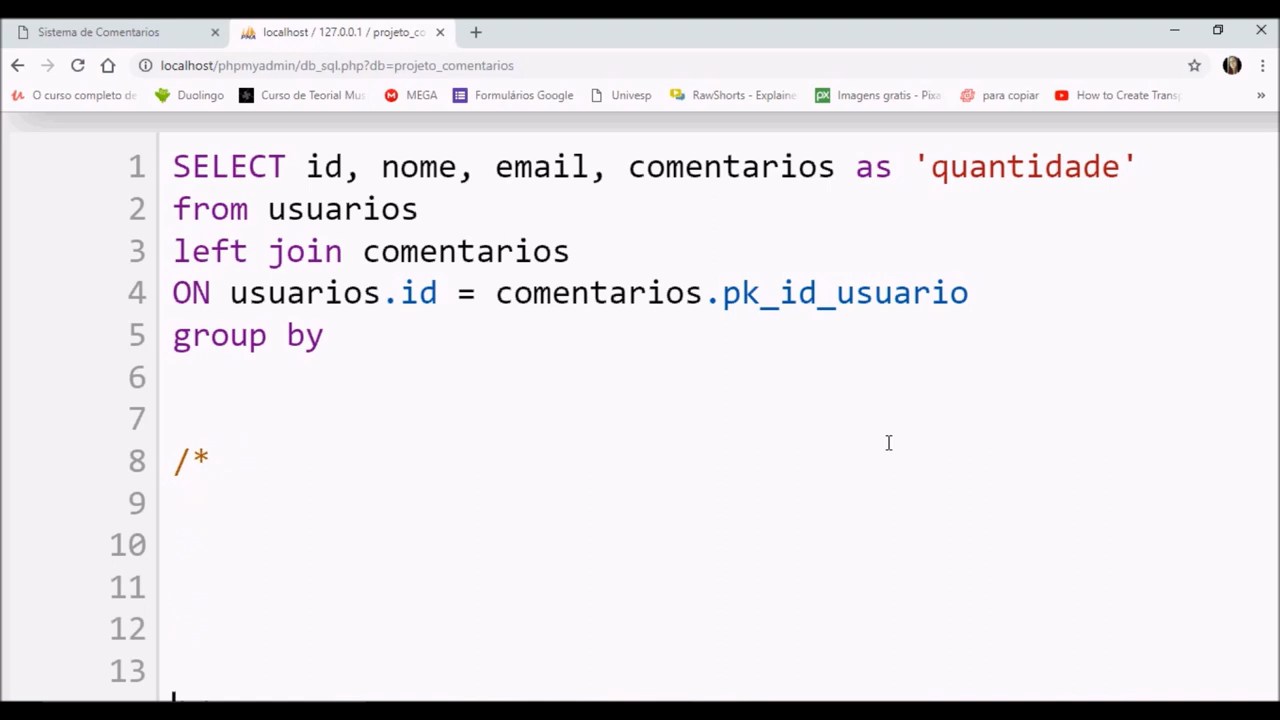 Sistema de Comentarios
localhost / 127.0.0.1 / projeto_co
localhost/phpmyadmin/db_sql.php?db=projeto_comentarios
O curso completo de
Duolingo
Curso de Teorial Mus
MEGA
Formulários Google
Univesp
RawShorts - Explaine
Imagens gratis - Pixa
para copiar
How to Create Transp
»
1 SELECT id, nome, email, comentarios as 'quantidade'
2 from usuarios
3 left join comentarios
4 ON usuarios.id = comentarios.pk_id_usuario
5 group by
6
7
8 /*
9
10
11
12
13